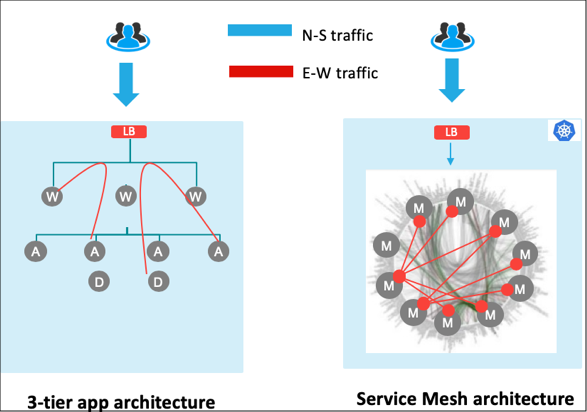 N-S traffic
E-W traffic
LB
W W W
A A A A
D D
3-tier app architecture
LB
M M
M M
M M
M M
M M
M
Service Mesh architecture